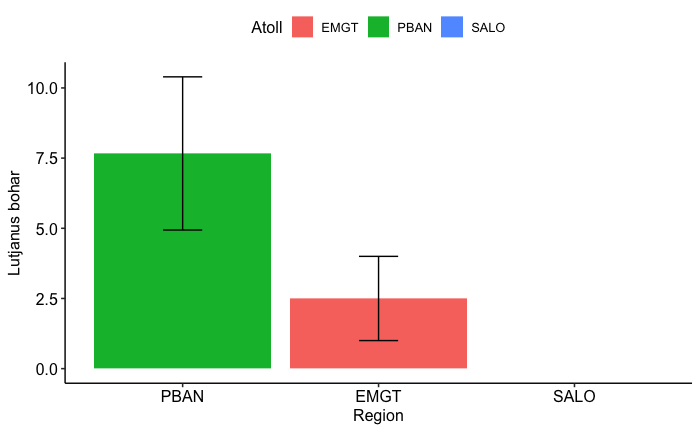 Atoll EMGT PBAN SALO
Lutjanus bohar
10.0
7.5
5.0
2.5
0.0
PBAN EMGT SALO
Region